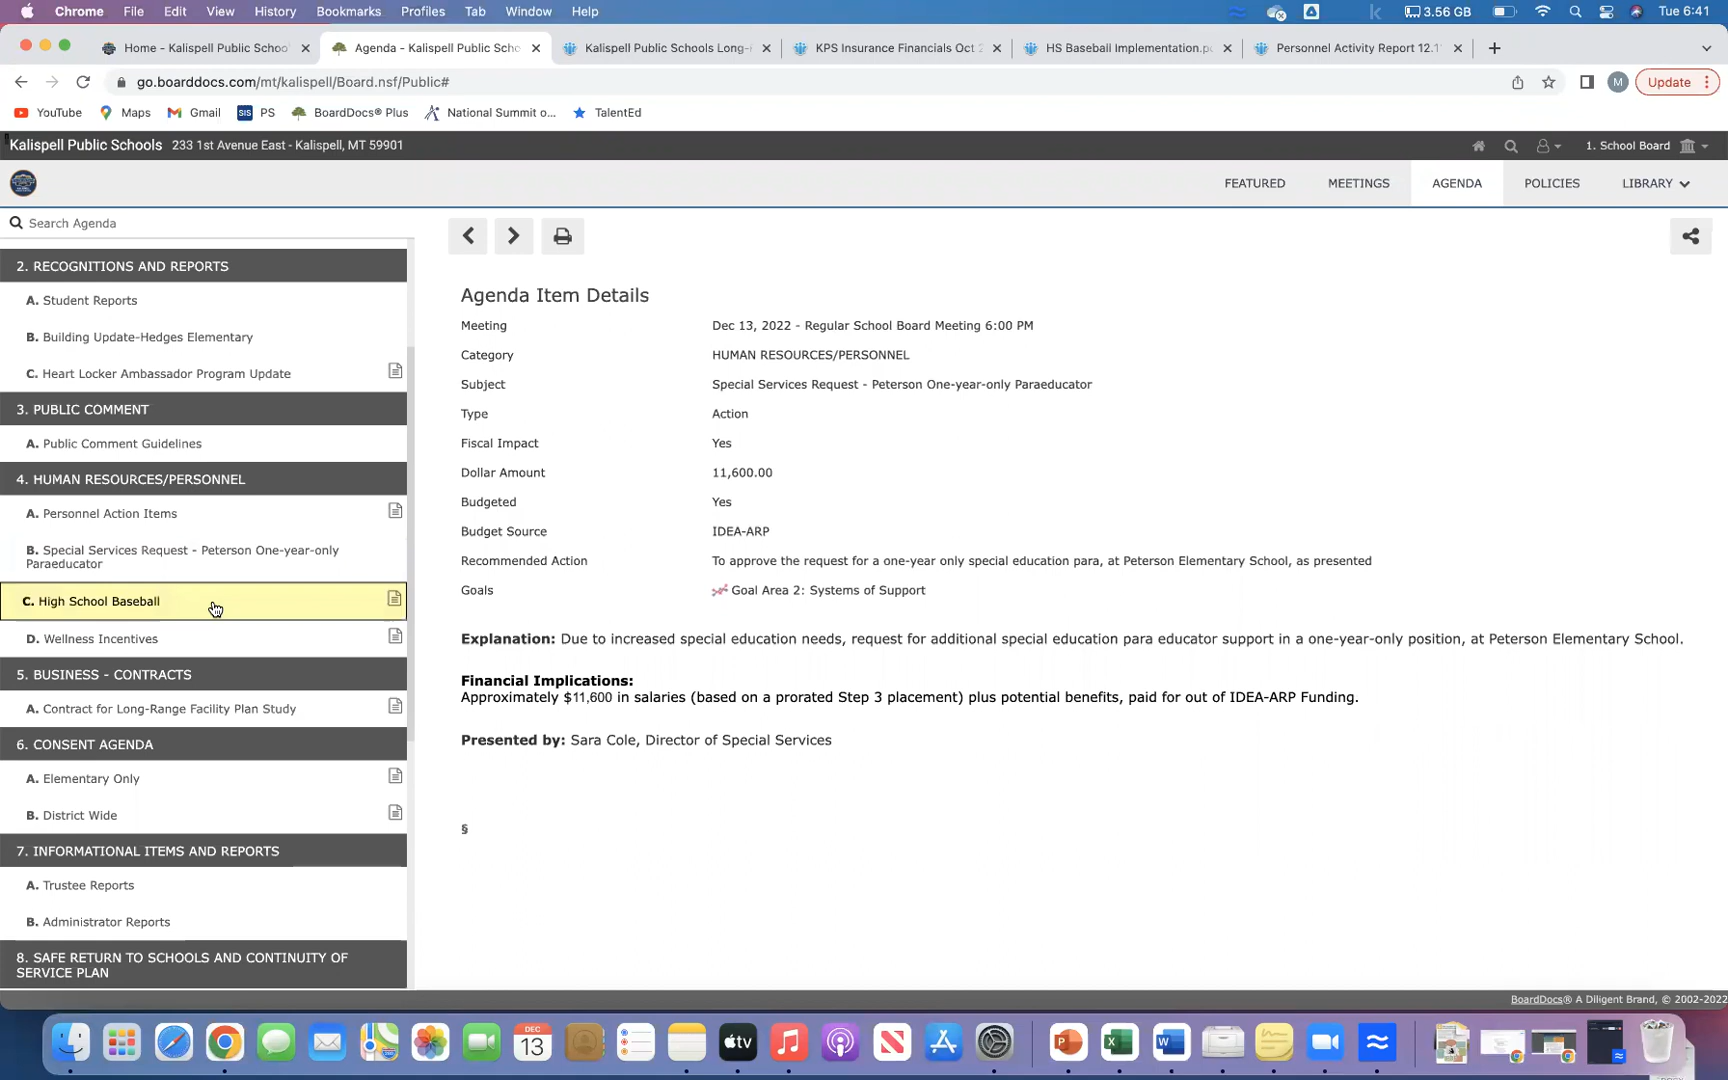 Chrome File Edit View History Bookmarks Profiles Tab Window Help 3.56 GB Tue 6:41
Home - Kalispell Public Schoo Agenda - Kalispell Public Scho Kalispell Public Schools Long- KPS Insurance Financials Oct 2 HS Baseball Implementation.p Personnel Activity Report 12.1
go.boarddocs.com/mt/kalispell/Board.nsf/Public# M Update
YouTube Maps Gmail SIS PS BoardDocs® Plus National Summit o... TalentEd
Kalispell Public Schools 233 1st Avenue East - Kalispell, MT 59901 1. School Board
FEATURED MEETINGS AGENDA POLICIES LIBRARY
Search Agenda
2. RECOGNITIONS AND REPORTS
A. Student Reports
B. Building Update-Hedges Elementary
C. Heart Locker Ambassador Program Update
3. PUBLIC COMMENT
A. Public Comment Guidelines
4. HUMAN RESOURCES/PERSONNEL
A. Personnel Action Items
B. Special Services Request - Peterson One-year-only
Paraeducator
C. High School Baseball
D. Wellness Incentives
5. BUSINESS - CONTRACTS
A. Contract for Long-Range Facility Plan Study
6. CONSENT AGENDA
A. Elementary Only
B. District Wide
7. INFORMATIONAL ITEMS AND REPORTS
A. Trustee Reports
B. Administrator Reports
8. SAFE RETURN TO SCHOOLS AND CONTINUITY OF
SERVICE PLAN
Agenda Item Details
Meeting Dec 13, 2022 - Regular School Board Meeting 6:00 PM
Category HUMAN RESOURCES/PERSONNEL
Subject Special Services Request - Peterson One-year-only Paraeducator
Type Action
Fiscal Impact Yes
Dollar Amount 11,600.00
Budgeted Yes
Budget Source IDEA-ARP
Recommended Action To approve the request for a one-year only special education para, at Peterson Elementary School, as presented
Goals Goal Area 2: Systems of Support
Explanation: Due to increased special education needs, request for additional special education para educator support in a one-year-only position, at Peterson Elementary School.
Financial Implications:
Approximately $11,600 in salaries (based on a prorated Step 3 placement) plus potential benefits, paid for out of IDEA-ARP Funding.
Presented by: Sara Cole, Director of Special Services
§
BoardDocs® A Diligent Brand, © 2002-2022
DEC
13
tv
P X W